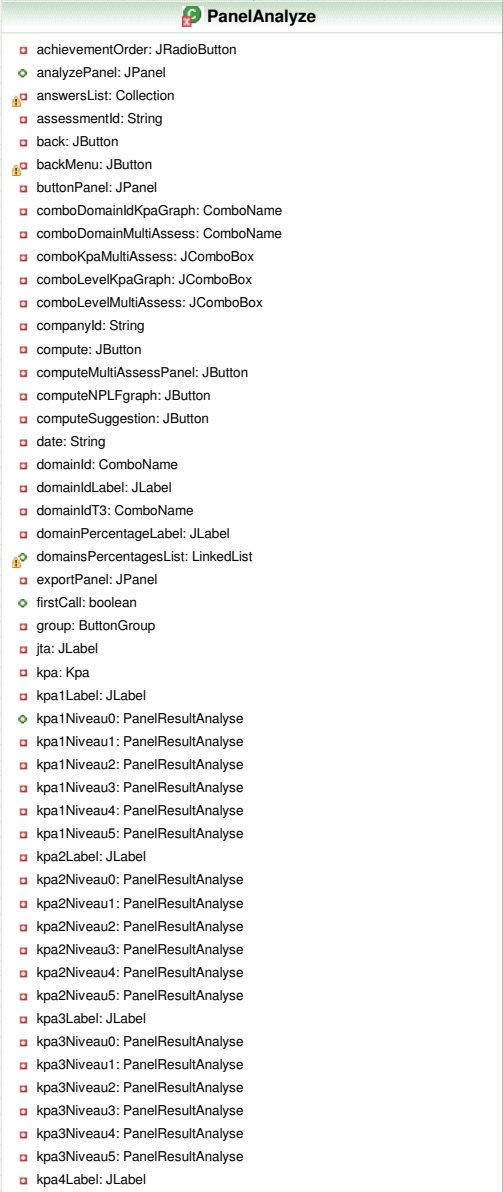 PanelAnalyze
achievementOrder: JRadioButton
analyzePanel: JPanel
answersList: Collection
assessmentId: String
back: JButton
backMenu: JButton
buttonPanel: JPanel
comboDomainIdKpaGraph: ComboName
comboDomainMultiAssess: ComboName
comboKpaMultiAssess: JComboBox
comboLevelKpaGraph: JComboBox
comboLevelMultiAssess: JComboBox
companyId: String
compute: JButton
computeMultiAssessPanel: JButton
computeNPLFgraph: JButton
computeSuggestion: JButton
date: String
domainId: ComboName
domainIdLabel: JLabel
domainIdT3: ComboName
domainPercentageLabel: JLabel
domainsPercentagesList: LinkedList
exportPanel: JPanel
firstCall: boolean
group: ButtonGroup
jta: JLabel
kpa: Kpa
kpa1Label: JLabel
kpa1Niveau0: PanelResultAnalyse
kpa1Niveau1: PanelResultAnalyse
kpa1Niveau2: PanelResultAnalyse
kpa1Niveau3: PanelResultAnalyse
kpa1Niveau4: PanelResultAnalyse
kpa1Niveau5: PanelResultAnalyse
kpa2Label: JLabel
kpa2Niveau0: PanelResultAnalyse
kpa2Niveau1: PanelResultAnalyse
kpa2Niveau2: PanelResultAnalyse
kpa2Niveau3: PanelResultAnalyse
kpa2Niveau4: PanelResultAnalyse
kpa2Niveau5: PanelResultAnalyse
kpa3Label: JLabel
kpa3Niveau0: PanelResultAnalyse
kpa3Niveau1: PanelResultAnalyse
kpa3Niveau2: PanelResultAnalyse
kpa3Niveau3: PanelResultAnalyse
kpa3Niveau4: PanelResultAnalyse
kpa3Niveau5: PanelResultAnalyse
kpa4Label: JLabel